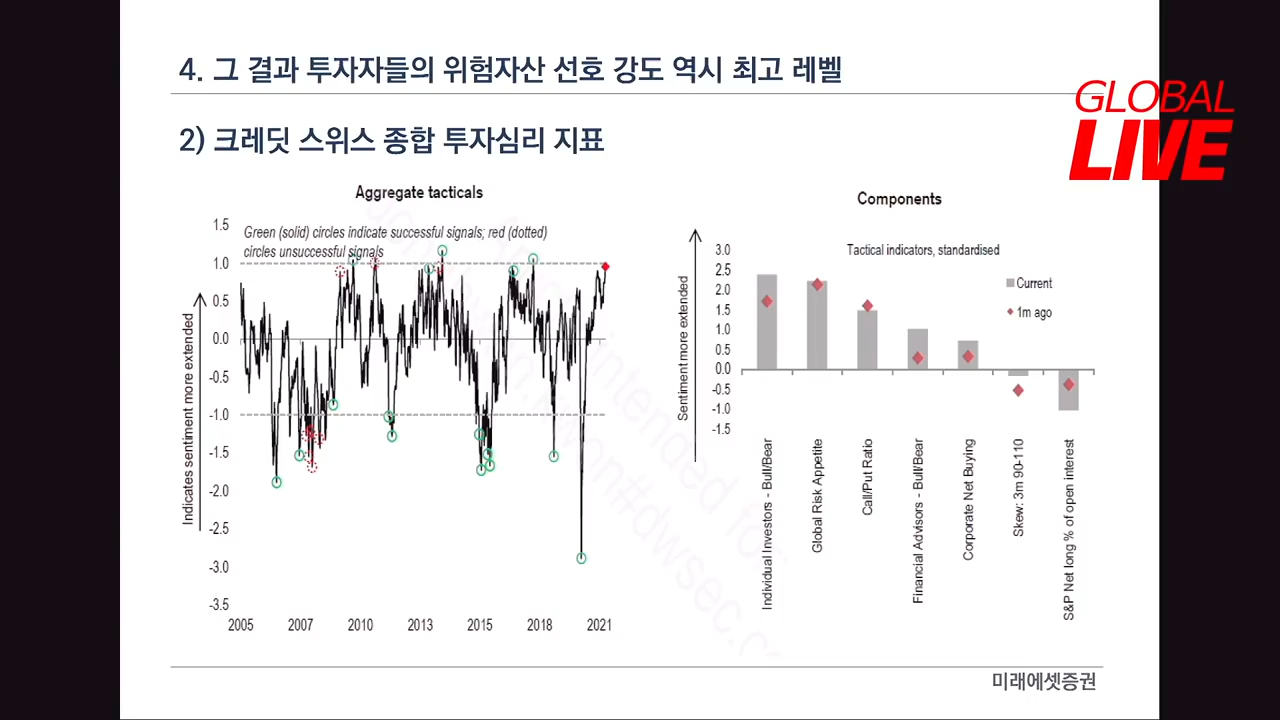 4. 그 결과 투자자들의 위험자산 선호 강도 역시 최고 레벨
GLOBAL
LIVE
2) 크레딧 스위스 종합 투자심리 지표
Aggregate tacticals
Green (solid) circles indicate successful signals; red (dotted)
circles unsuccessful signals
Indicates sentiment more extended
1.5
1.0
0.5
0.0
-0.5
-1.0
-1.5
-2.0
-2.5
-3.0
-3.5
2005 2007 2010 2013 2015 2018 2021
Components
Tactical indicators, standardised
Current
1m ago
Sentiment more extended
3.0
2.5
2.0
1.5
1.0
0.5
0.0
-0.5
-1.0
-1.5
Individual Investors - Bull/Bear
Global Risk Appetite
Call/Put Ratio
Financial Advisors - Bull/Bear
Corporate Net Buying
Skew: 3m 90-110
S&P Net long % of open interest
미래에셋증권